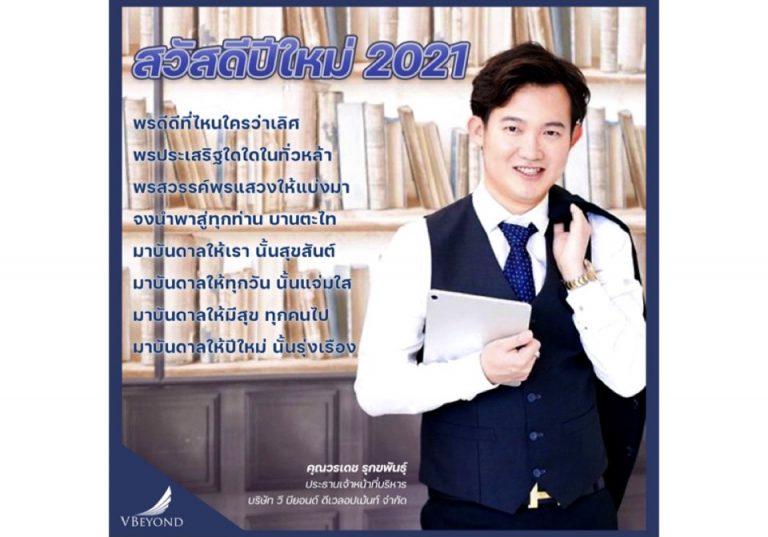 สวัสดีปีใหม่ 2021
พรดีดีที่ไหนใครว่าเลิศ
พรประเสริฐใดใดในทั่วหล้า
พรสวรรค์พรแสวงให้แบ่งมา
จงนำพาสู่ทุกท่าน บานตะไท
มาบันดาลให้เรา นั้นสุขสันต์
มาบันดาลให้ทุกวัน นั้นแจ่มใส
มาบันดาลให้มีสุข ทุกคนไป
มาบันดาลให้ปีใหม่ นั้นรุ่งเรือง
คุณวรเดช รุกขพันธุ์
ประธานเจ้าหน้าที่บริหาร
บริษัท วี บียอนด์ ดีเวลอปเม้นท์ จำกัด
VBEYOND